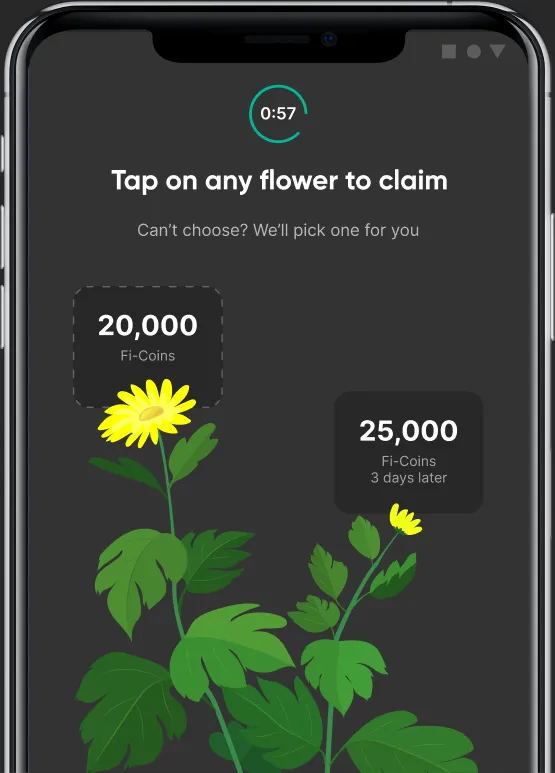 0:57
Tap on any flower to claim
Can’t choose? We’ll pick one for you
20,000
Fi-Coins
25,000
Fi-Coins
3 days later